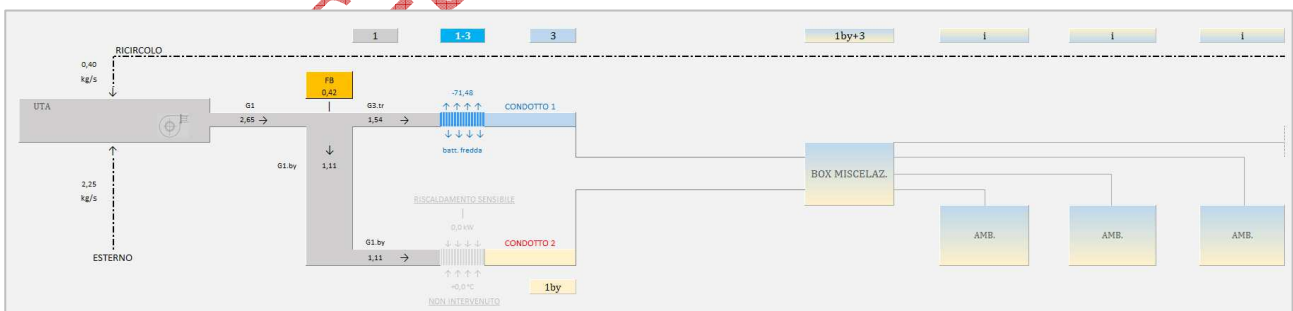 1
1-3
3
1by+3
i
i
i
RICIRCOLO
0,40
kg/s
FB
0,42
-71,48
UTA
G1
G3.tr
CONDOTTO 1
2,65 →
1,54 →
batt. fredda
G1.by
1,11
BOX MISCELAZ.
2,25
kg/s
RISCALDAMENTO SENSIBILE
0,0 kW
AMB.
AMB.
AMB.
G1.by
CONDOTTO 2
ESTERNO
1,11 →
+0,0 °C
1by
NON INTERVENUTO